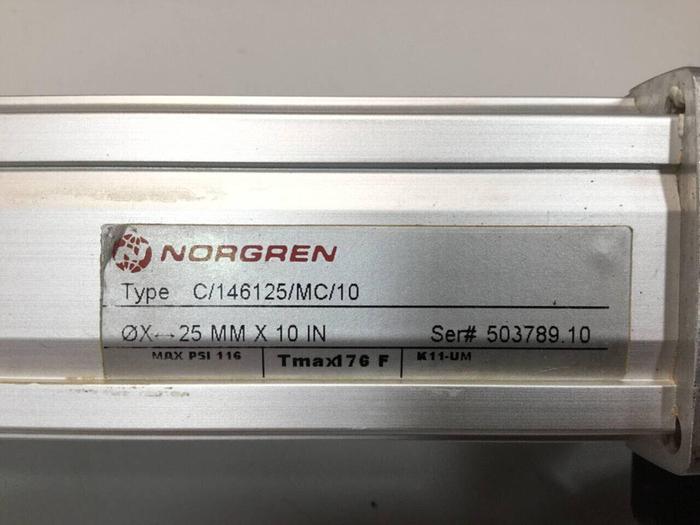 NORGREN
Type C/146125/MC/10
ØX↔25 MM X 10 IN Ser# 503789.10
MAX PSI 116 Tmax176 F K11-UM